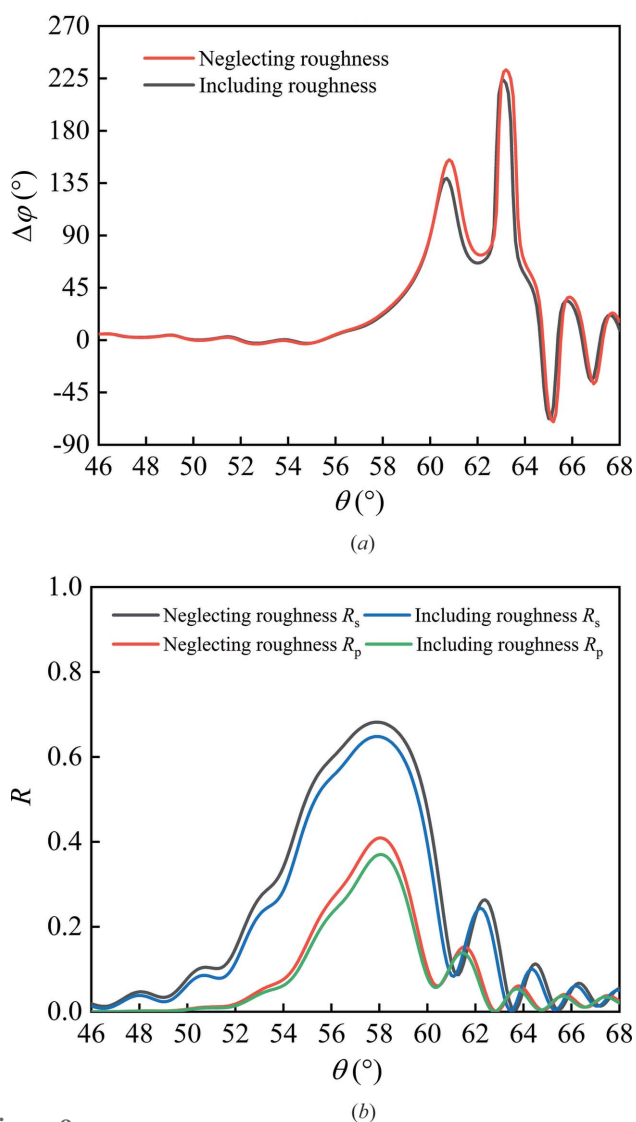 270
225
180
135
90
45
0
-45
-90
Δφ (°)
Neglecting roughness
Including roughness
46 48 50 52 54 56 58 60 62 64 66 68
θ (°)
(a)
1.0
0.8
0.6
0.4
0.2
0.0
R
Neglecting roughness Rs Including roughness Rs
Neglecting roughness Rp Including roughness Rp
46 48 50 52 54 56 58 60 62 64 66 68
θ (°)
(b)